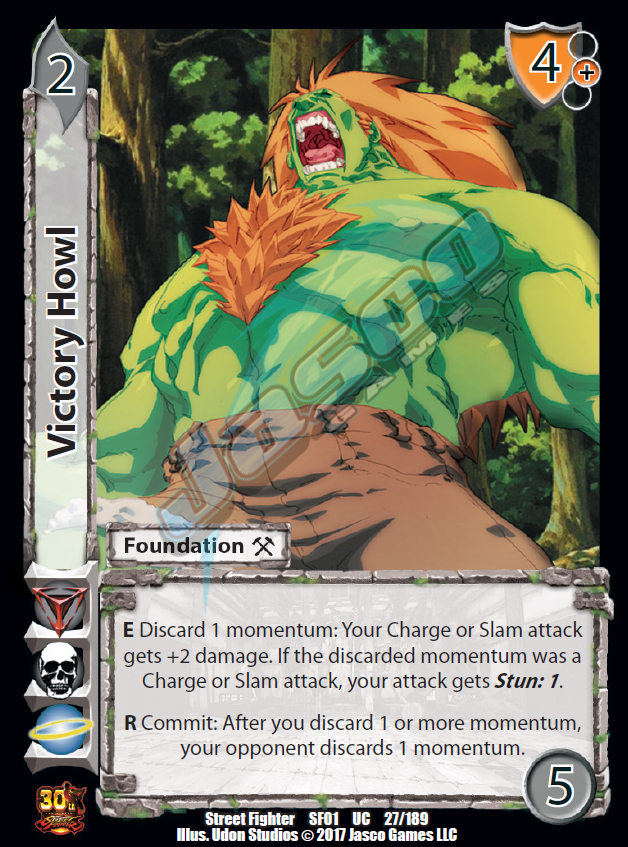 2
4
+
Victory Howl
JASCO
GAMES
Foundation
E Discard 1 momentum: Your Charge or Slam attack
gets +2 damage. If the discarded momentum was a
Charge or Slam attack, your attack gets Stun: 1.
R Commit: After you discard 1 or more momentum,
your opponent discards 1 momentum.
5
30th
Street Fighter SF01 UC 27/189
Illus. Udon Studios © 2017 Jasco Games LLC